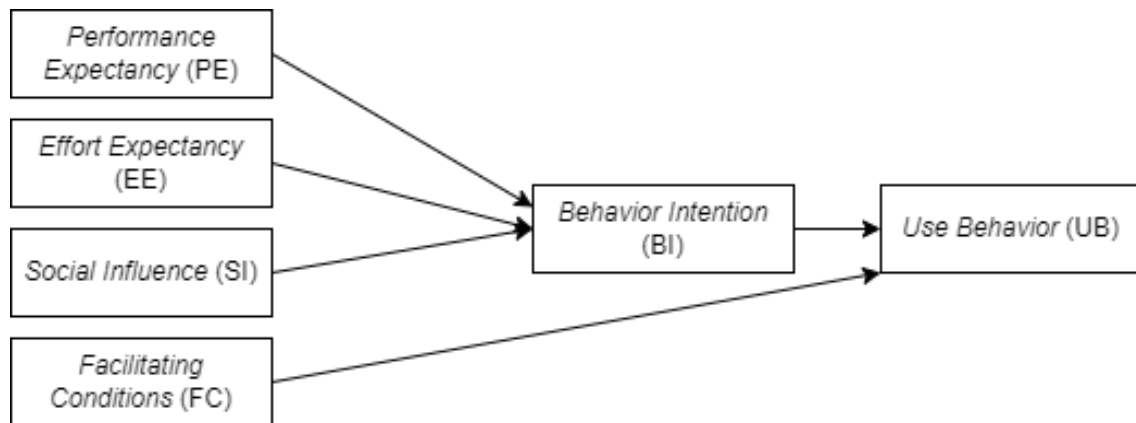 Performance
Expectancy (PE)
Effort Expectancy
(EE)
Social Influence (SI)
Facilitating
Conditions (FC)
Behavior Intention
(BI)
Use Behavior (UB)